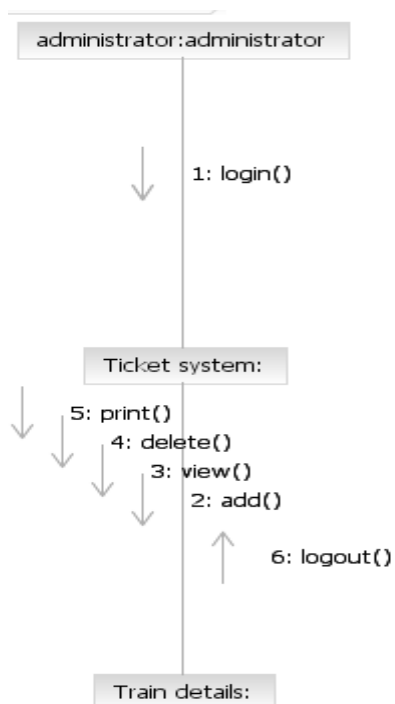 administrator:administrator
1: login()
Ticket system:
5: print()
4: delete()
3: view()
2: add()
6: logout()
Train details: